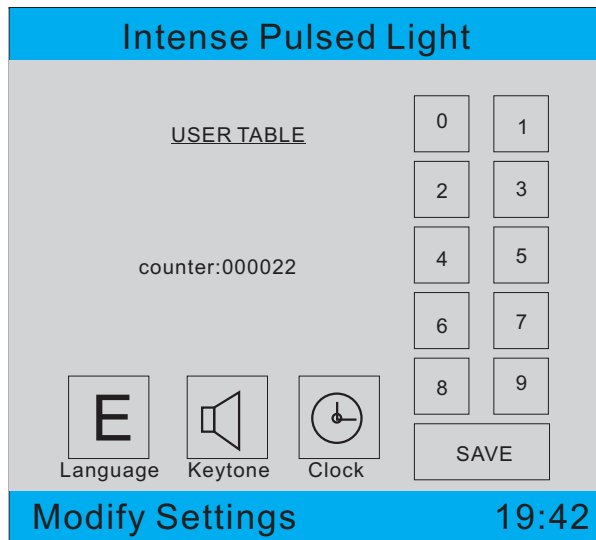 Intense Pulsed Light
USER TABLE
0 1
2 3
counter:000022
4 5
6 7
8 9
E
Language Keytone Clock
SAVE
Modify Settings 19:42